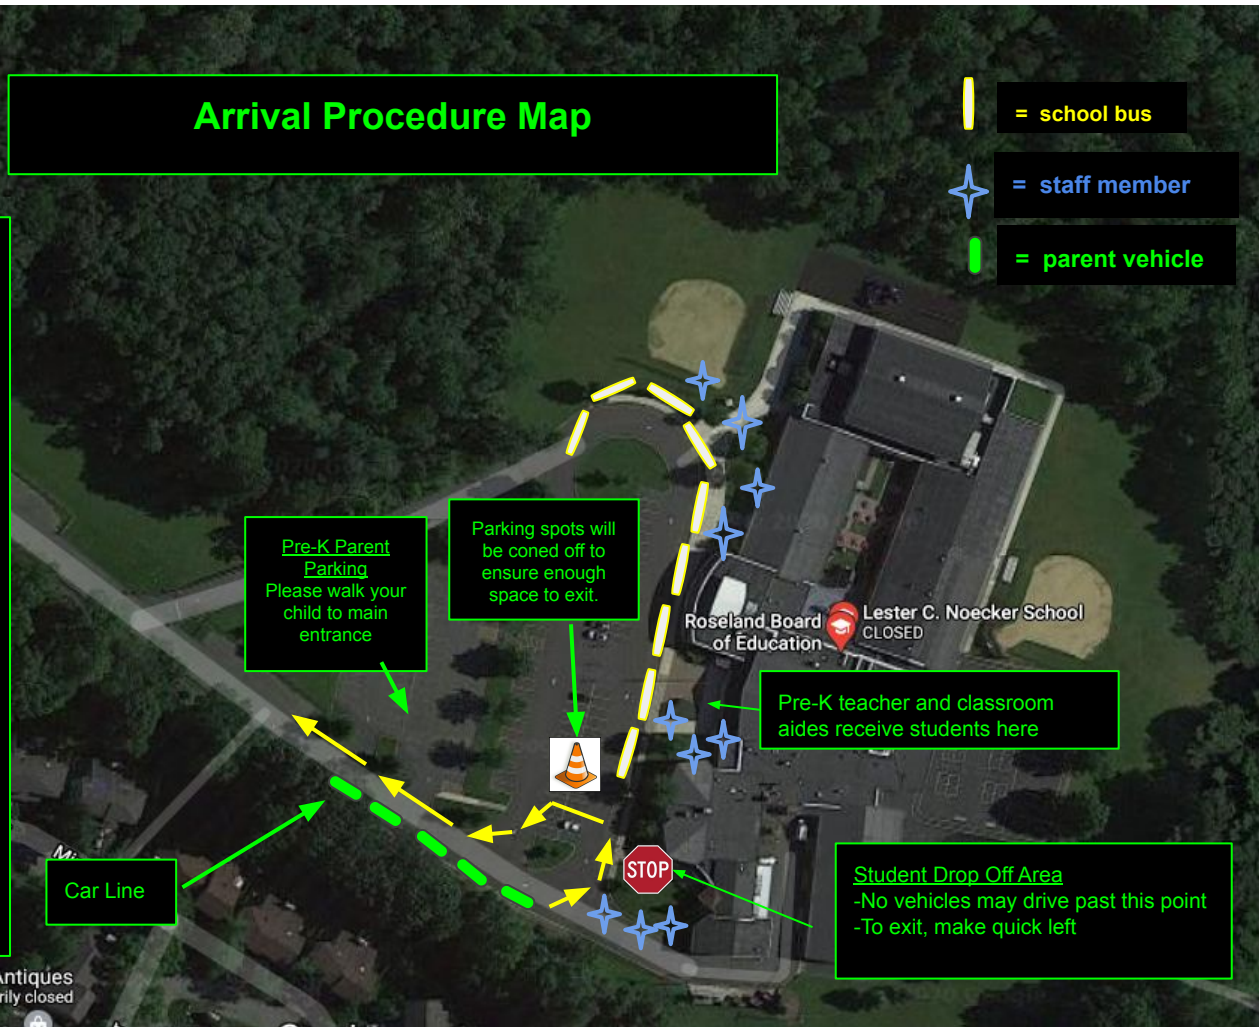 Arrival Procedure Map
= school bus
= staff member
= parent vehicle
Pre-K Parent
Parking
Please walk your
child to main
entrance
Parking spots will
be coned off to
ensure enough
space to exit.
Roseland Board
of Education
Lester C. Noecker School
CLOSED
Pre-K teacher and classroom
aides receive students here
STOP
Student Drop Off Area
-No vehicles may drive past this point
-To exit, make quick left
Car Line
Antiques